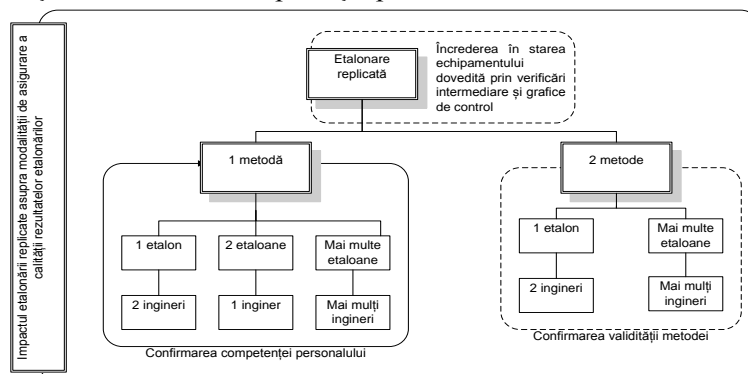 Impactul etalonării replicate asupra modalității de asigurare a
calității rezultatelor etalonărilor
Etalonare
replicată
Încrederea în starea
echipamentului
dovedită prin verificări
intermediare și grafice
de control
1 metodă
2 metode
1 etalon
2 etaloane
Mai multe
etaloane
1 etalon
Mai multe
etaloane
2 ingineri
1 inginer
Mai mulți
ingineri
2 ingineri
Mai mulți
ingineri
Confirmarea competenței personalului
Confirmarea validității metodei